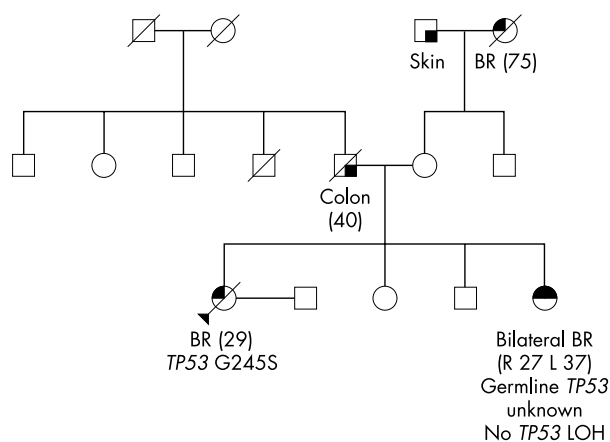 Skin
BR (75)
Colon
(40)
BR (29)
TP53 G245S
Bilateral BR
(R 27 L 37)
Germline TP53
unknown
No TP53 LOH